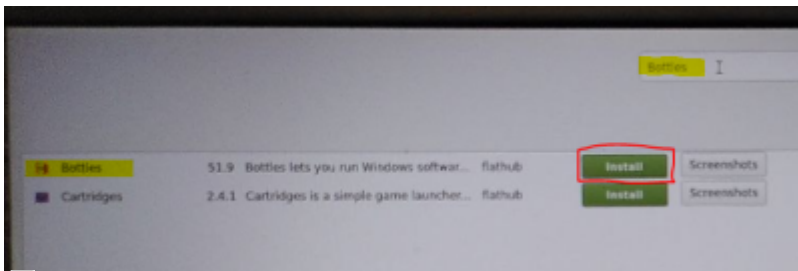 Bottles
Bottles 51.9 Bottles lets you run Windows softwar... flathub Install Screenshots
Cartridges 2.4.1 Cartridges is a simple game launcher... flathub Install Screenshots